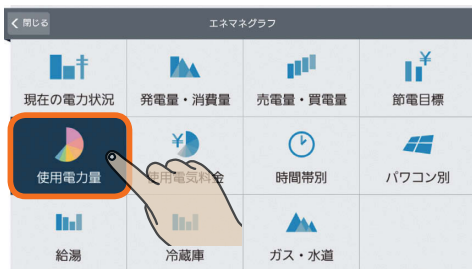 閉じる
エネマネグラフ
現在の電力状況
発電量・消費量
売電量・買電量
節電目標
使用電力量
使用電気料金
時間帯別
パワコン別
給湯
冷蔵庫
ガス・水道